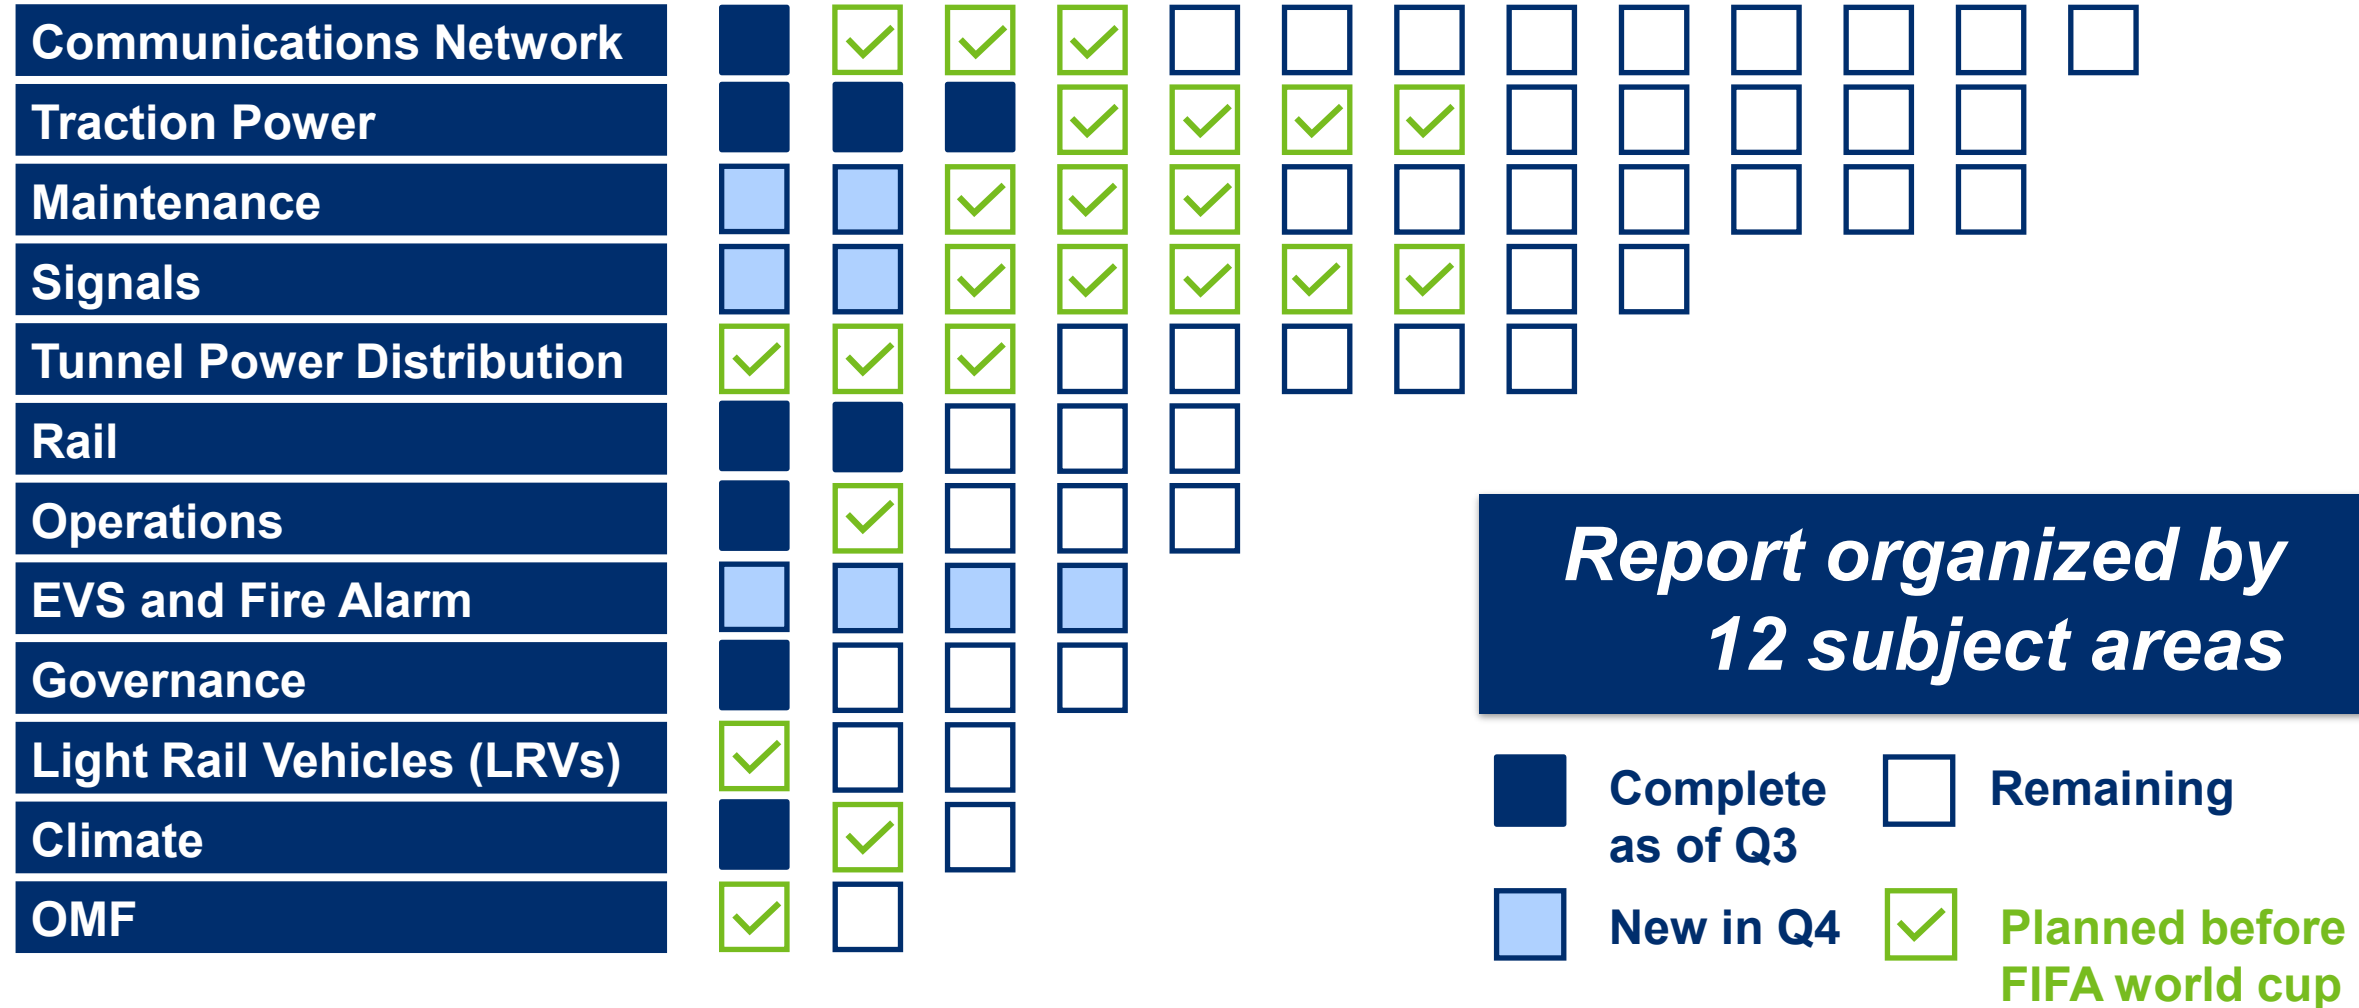 Communications Network
Traction Power
Maintenance
Signals
Tunnel Power Distribution
Rail
Operations
EVS and Fire Alarm
Governance
Light Rail Vehicles (LRVs)
Climate
OMF
Report organized by
12 subject areas
Complete
as of Q3
Remaining
New in Q4
Planned before
FIFA world cup